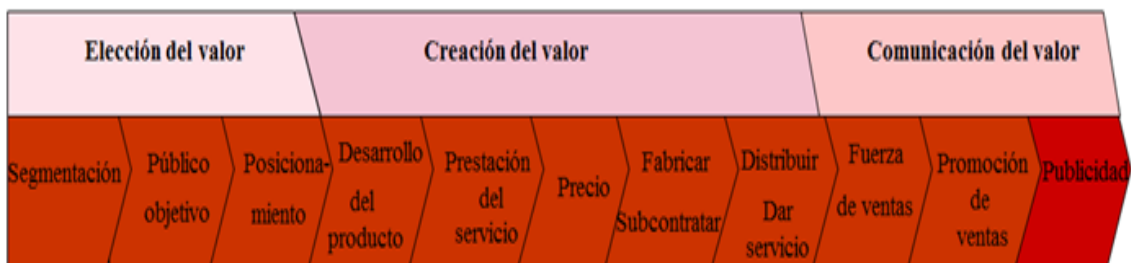 Elección del valor
Creación del valor
Comunicación del valor
Segmentación
Público
objetivo
Posiciona-
miento
Desarrollo
del
producto
Prestación
del
servicio
Precio
Fabricar
Subcontratar
Distribuir
Dar
servicio
Fuerza
de ventas
Promoción
de
ventas
Publicidad